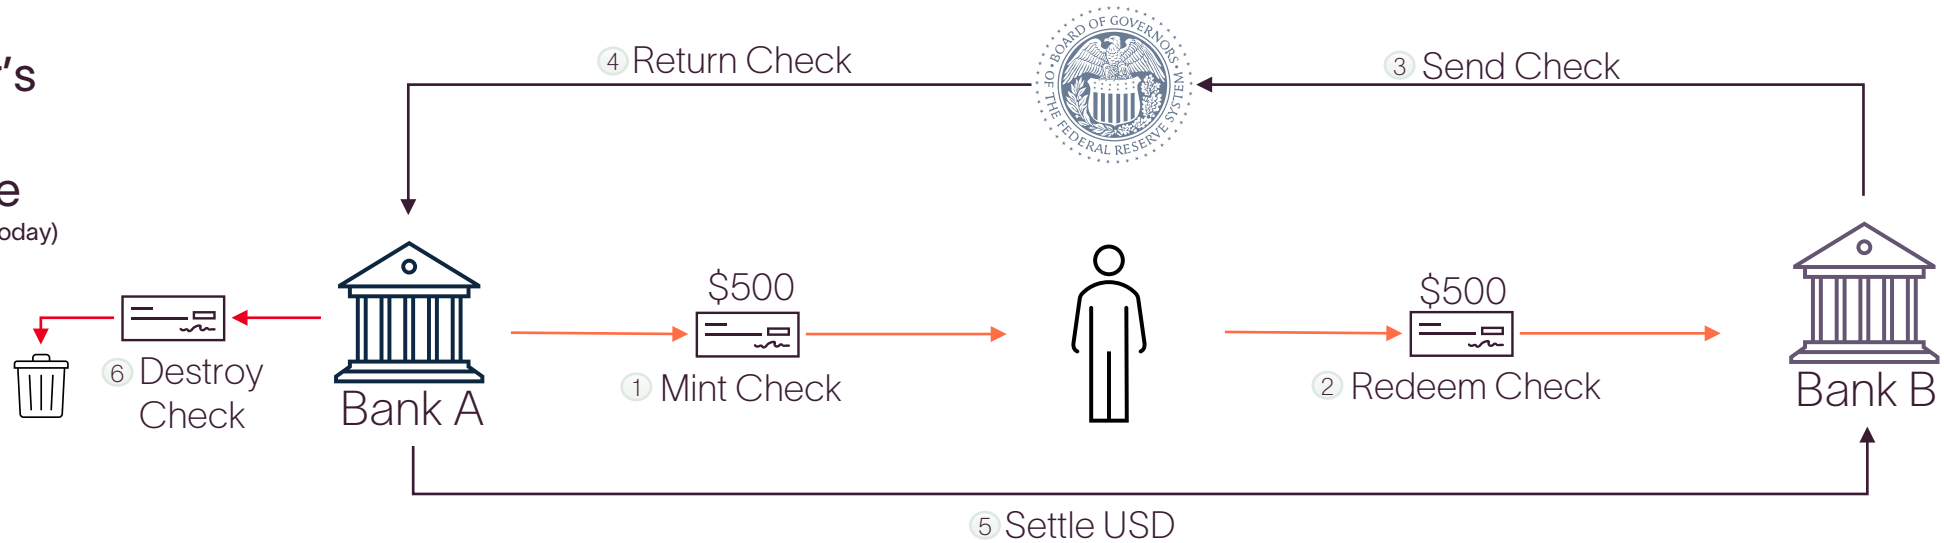 's
e
oday)
4 Return Check
BOARD OF GOVERNORS
OF THE FEDERAL RESERVE SYSTEM
3 Send Check
$500
$500
6 Destroy
Check
1 Mint Check
2 Redeem Check
Bank A
Bank B
5 Settle USD